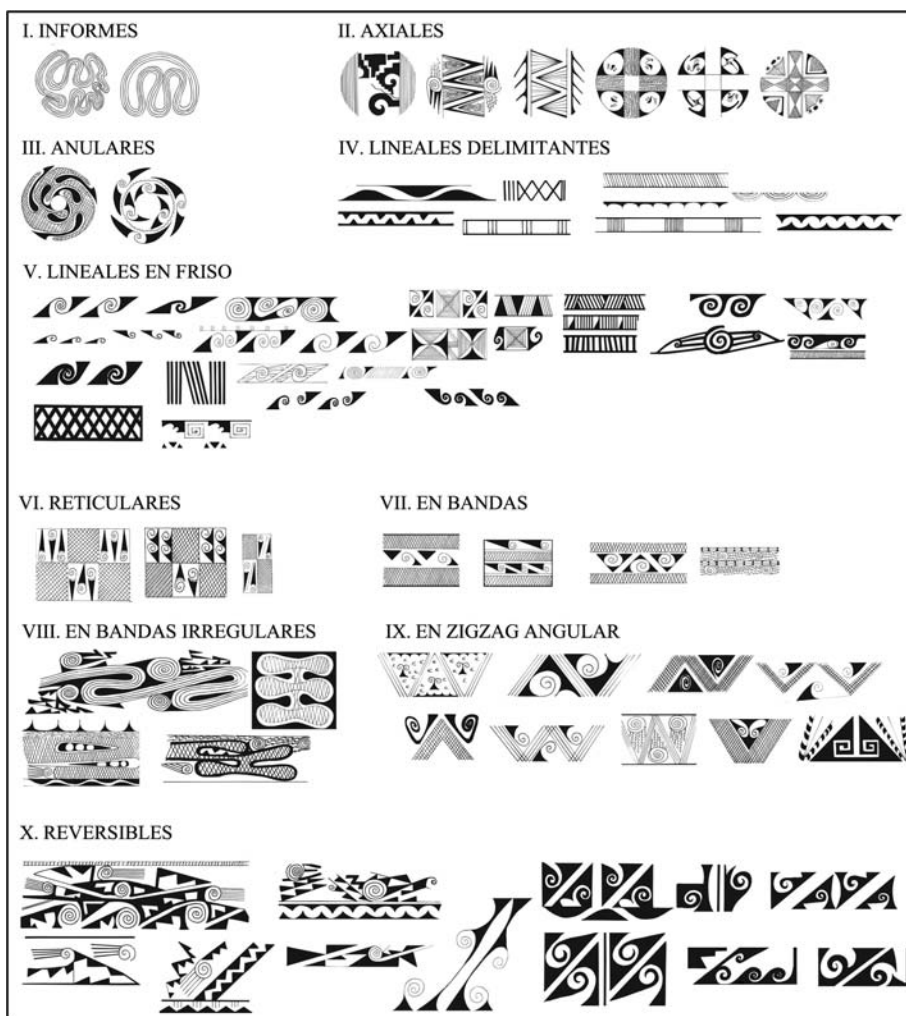 I. INFORMES
II. AXIALES
III. ANULARES
IV. LINEALES DELIMITANTES
V. LINEALES EN FRISO
VI. RETICULARES
VII. EN BANDAS
VIII. EN BANDAS IRREGULARES
IX. EN ZIGZAG ANGULAR
X. REVERSIBLES